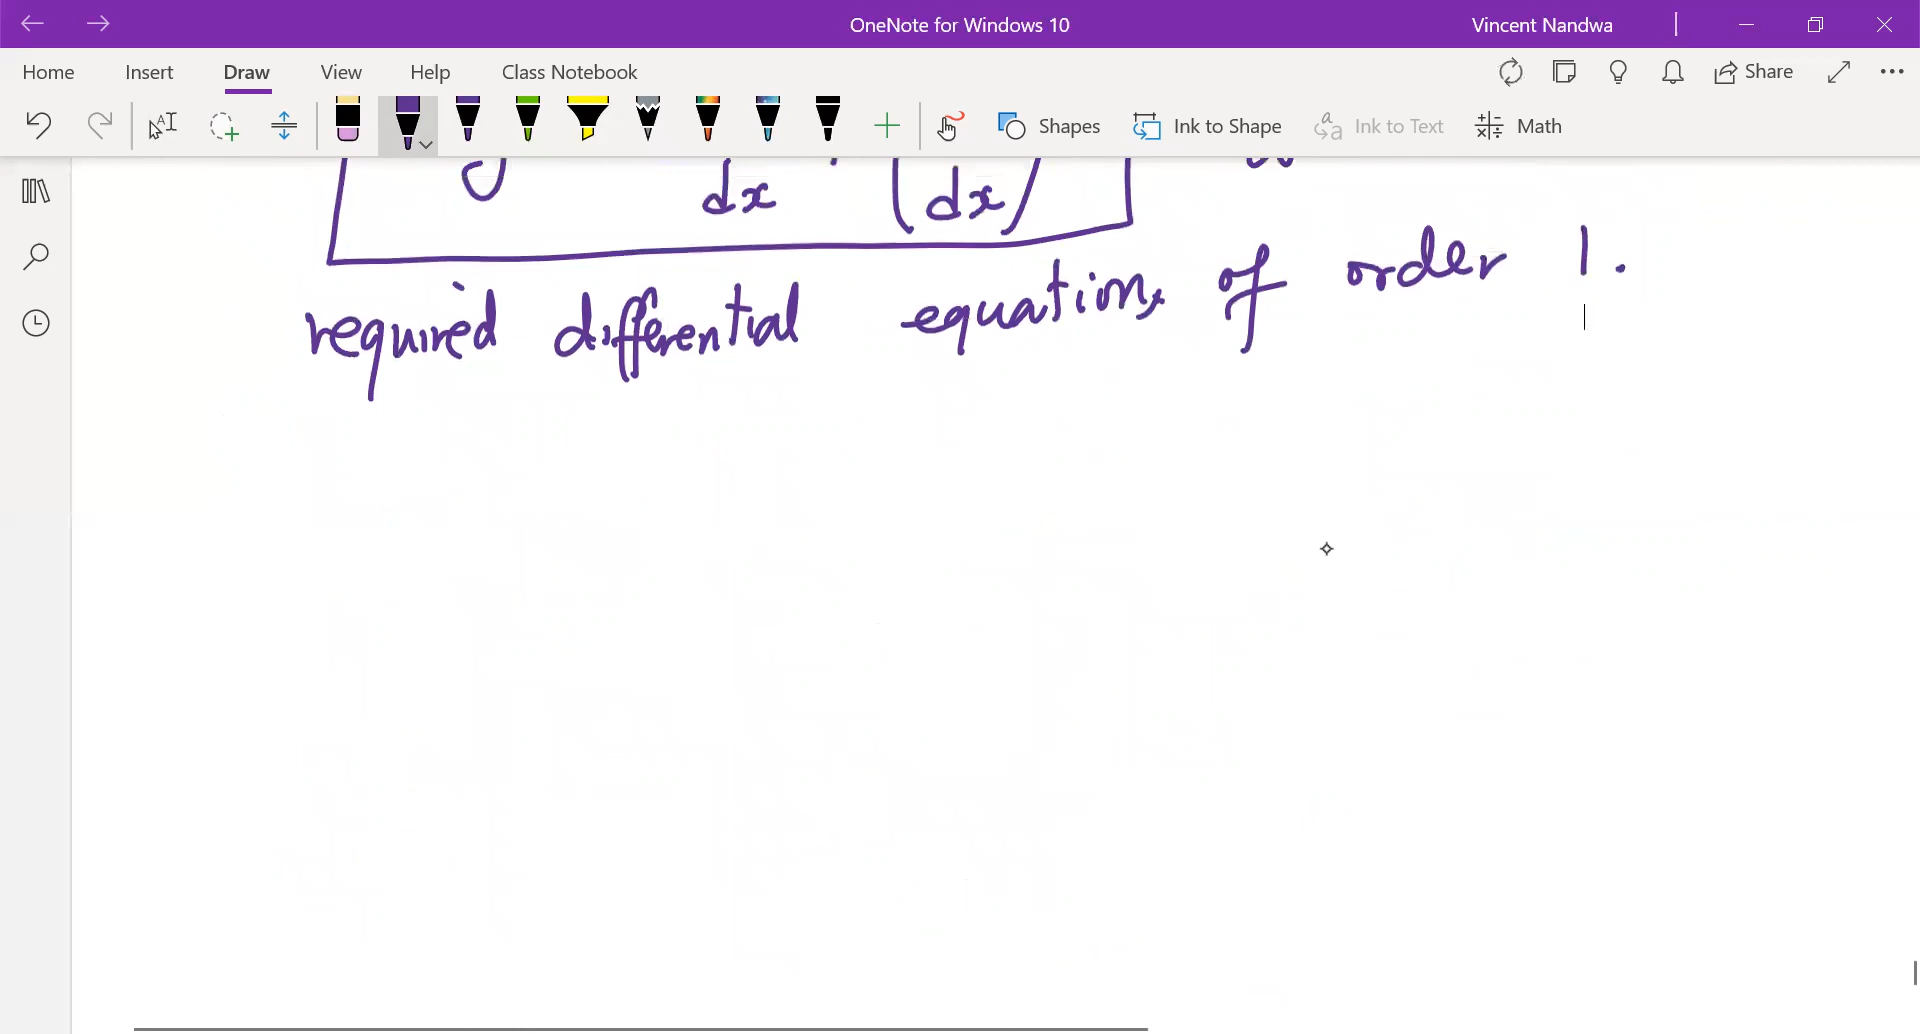 OneNote for Windows 10
Vincent Nandwa
Home Insert Draw View Help Class Notebook
Share
Shapes Ink to Shape Ink to Text Math
dx dx
required differential equation, of order 1.